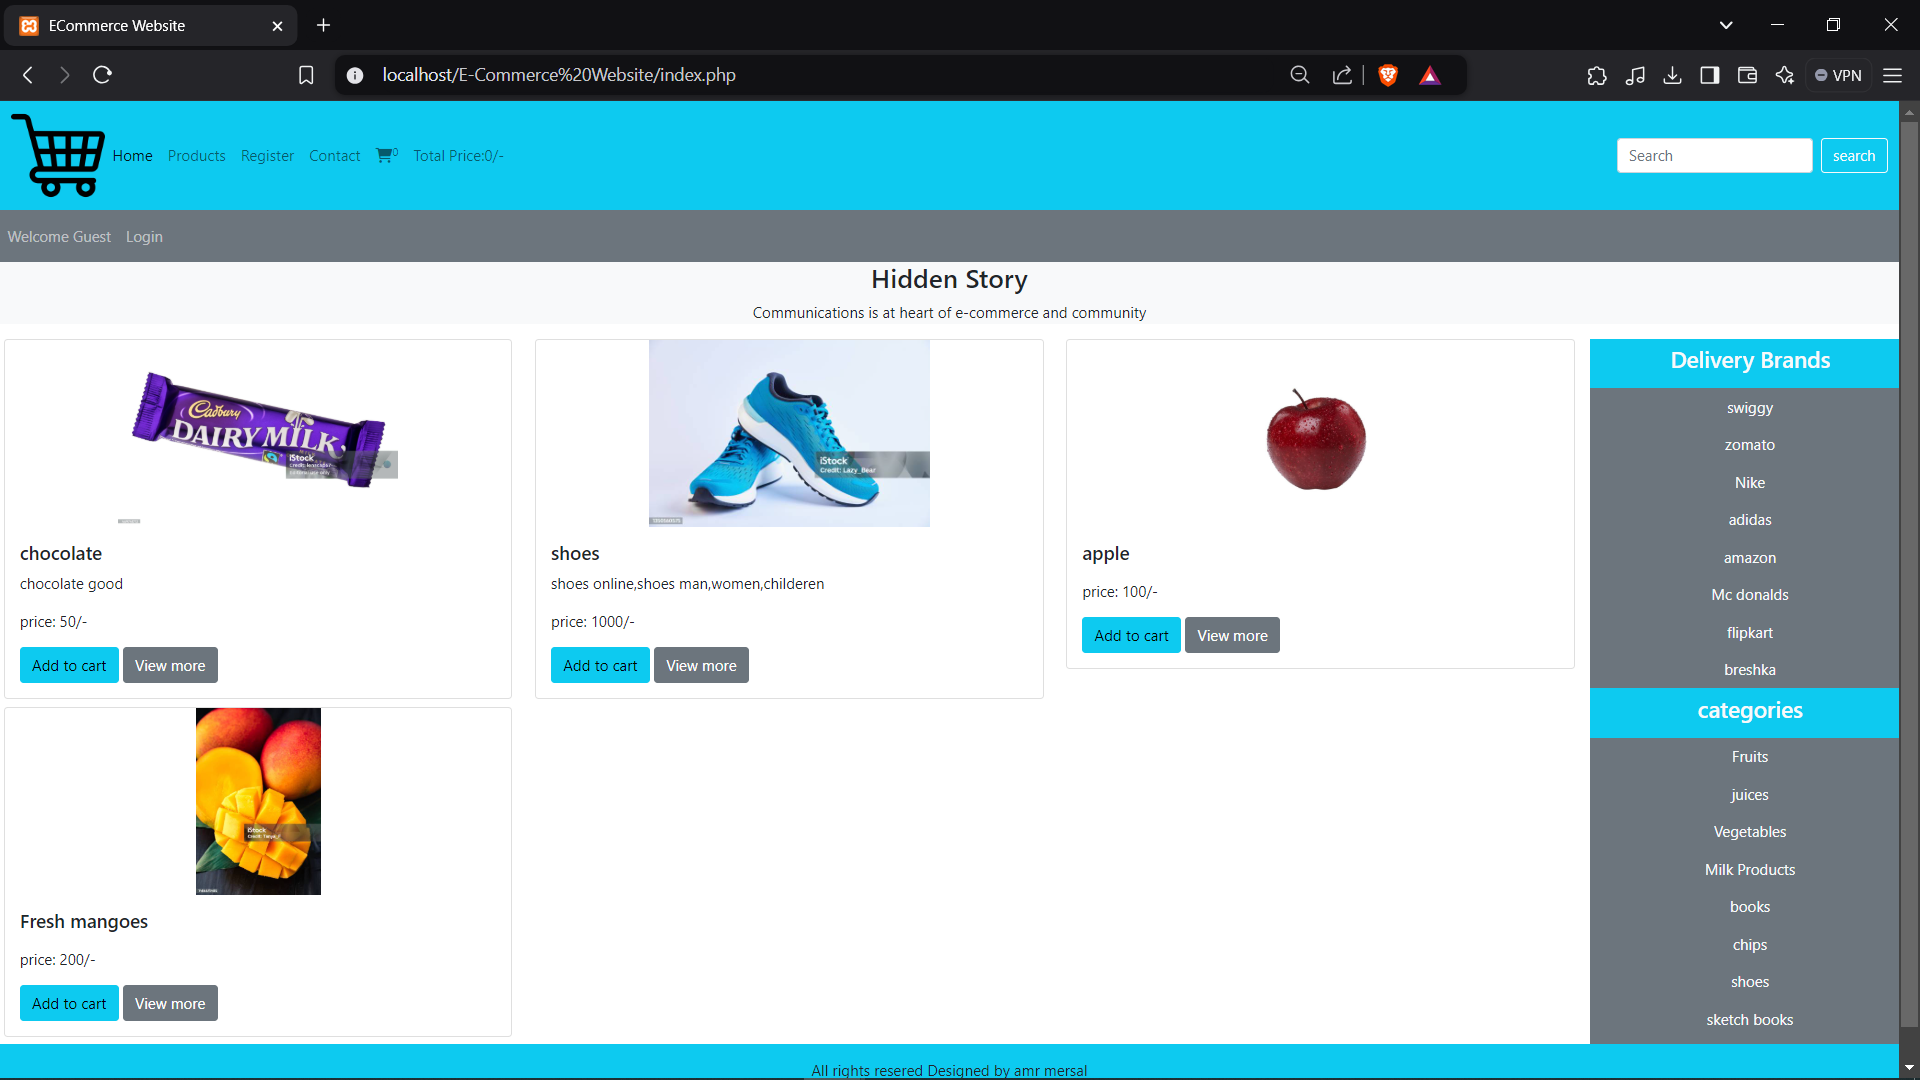 ECommerce Website
localhost/E-Commerce%20Website/index.php
VPN
Home Products Register Contact 0 Total Price:0/-
Search search
Welcome Guest Login
Hidden Story
Communications is at heart of e-commerce and community
Cadbury
DAIRY MILK
iStock
chocolate
chocolate good
price: 50/-
Add to cart View more
iStock
Credit: Lazy_Bear
shoes
shoes online,shoes man,women,childeren
price: 1000/-
Add to cart View more
apple
price: 100/-
Add to cart View more
iStock
Fresh mangoes
price: 200/-
Add to cart View more
Delivery Brands
swiggy
zomato
Nike
adidas
amazon
Mc donalds
flipkart
breshka
categories
Fruits
juices
Vegetables
Milk Products
books
chips
shoes
sketch books
All rights resered Designed by amr mersal